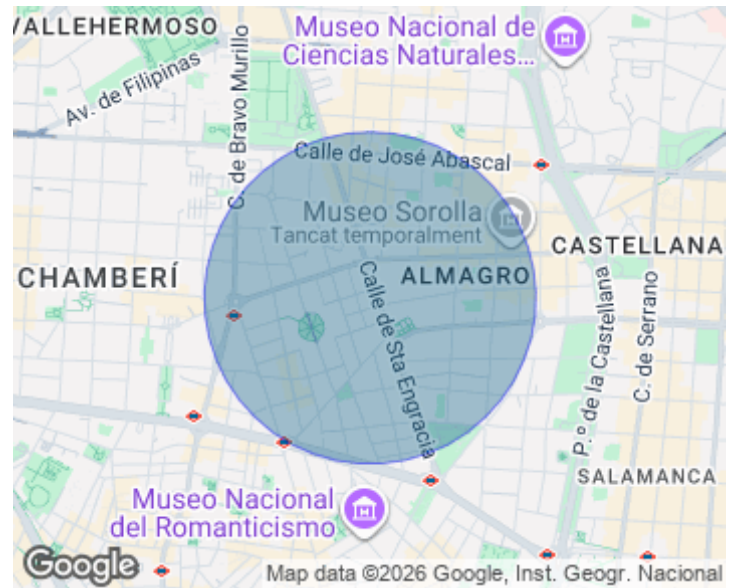 VALLEHERMOSO
Museo Nacional de
Ciencias Naturales...
Av. de Filipinas
C. de Bravo Murillo
Calle de José Abascal
Museo Sorolla
Tancat temporalment
CASTELLANA
CHAMBERÍ
ALMAGRO
Calle de Sta Engracia
P.º de la Castellana
C. de Serrano
SALAMANCA
Museo Nacional
del Romanticismo
Google
Map data ©2026 Google, Inst. Geogr. Nacional